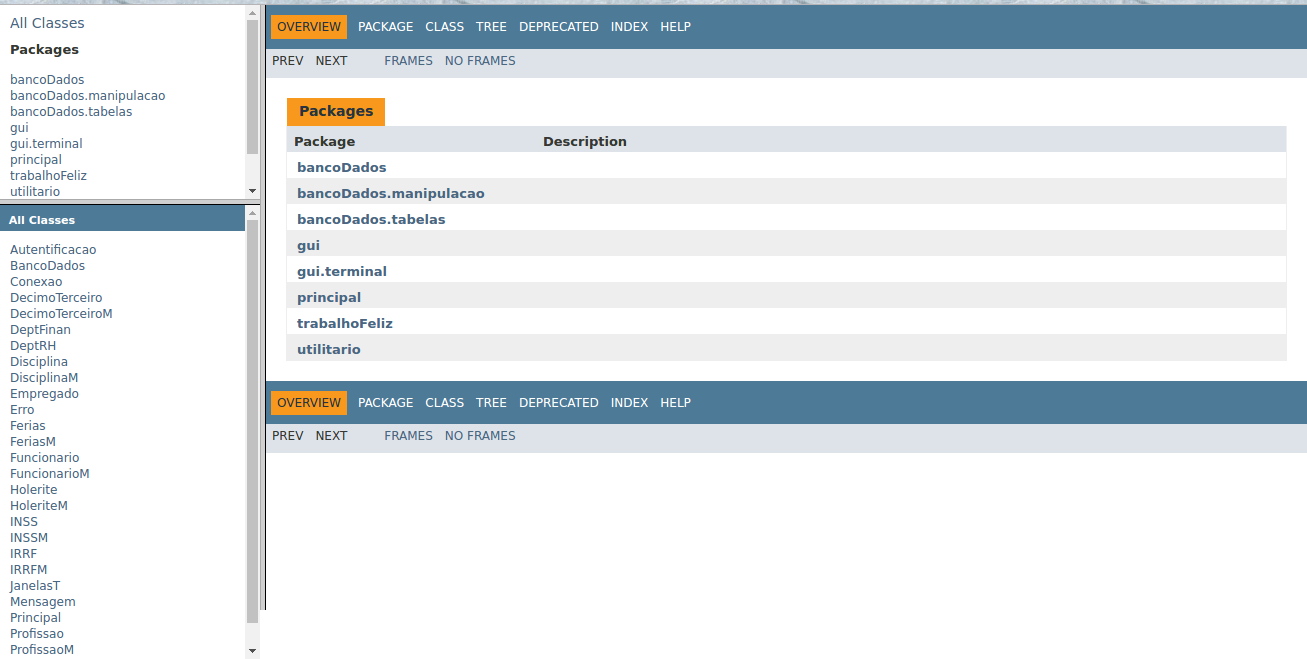 All Classes
Packages
bancoDados
bancoDados.manipulacao
bancoDados.tabelas
gui
gui.terminal
principal
trabalhoFeliz
utilitario
All Classes
Autentificacao
BancoDados
Conexao
DecimoTerceiro
DecimoTerceiroM
DeptFinan
DeptRH
Disciplina
DisciplinaM
Empregado
Erro
Ferias
FeriasM
Funcionario
FuncionarioM
Holerite
HoleriteM
INSS
INSSM
IRRF
IRRFM
JanelasT
Mensagem
Principal
Profissao
ProfissaoM
OVERVIEW PACKAGE CLASS TREE DEPRECATED INDEX HELP
PREV NEXT FRAMES NO FRAMES
Packages
Package Description
bancoDados
bancoDados.manipulacao
bancoDados.tabelas
gui
gui.terminal
principal
trabalhoFeliz
utilitario
OVERVIEW PACKAGE CLASS TREE DEPRECATED INDEX HELP
PREV NEXT FRAMES NO FRAMES